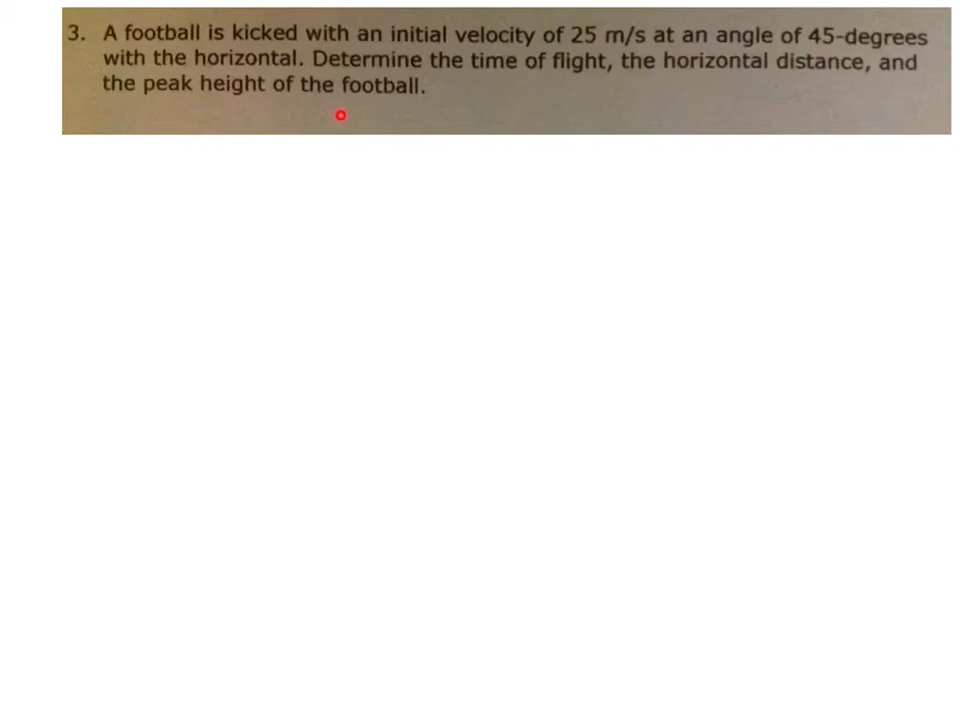 3. A football is kicked with an initial velocity of 25 m/s at an angle of 45-degrees
with the horizontal. Determine the time of flight, the horizontal distance, and
the peak height of the football.